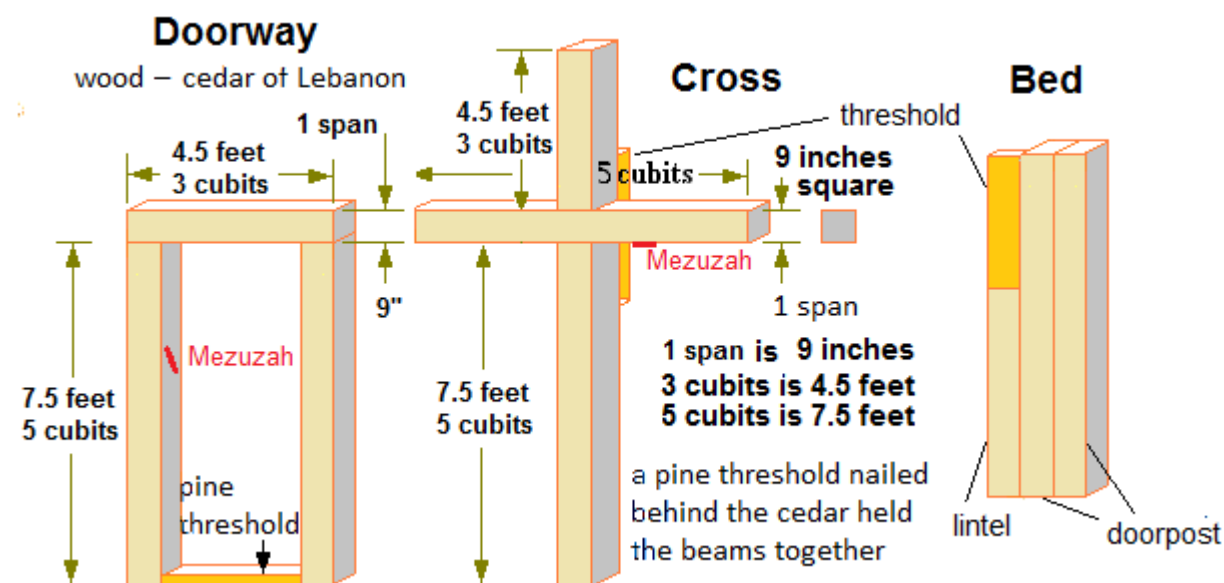 Doorway
wood – cedar of Lebanon
1 span
4.5 feet
3 cubits
9"
Mezuzah
7.5 feet
5 cubits
pine
threshold
Cross
4.5 feet
3 cubits
threshold
5 cubits
9 inches
square
Mezuzah
1 span
7.5 feet
5 cubits
1 span is 9 inches
3 cubits is 4.5 feet
5 cubits is 7.5 feet
a pine threshold nailed
behind the cedar held
the beams together
Bed
lintel
doorpost